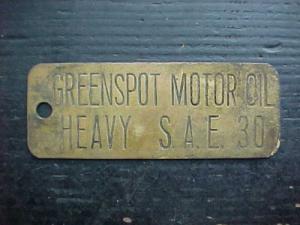 GREENSPOT MOTOR OIL
HEAVY S.A.E. 30